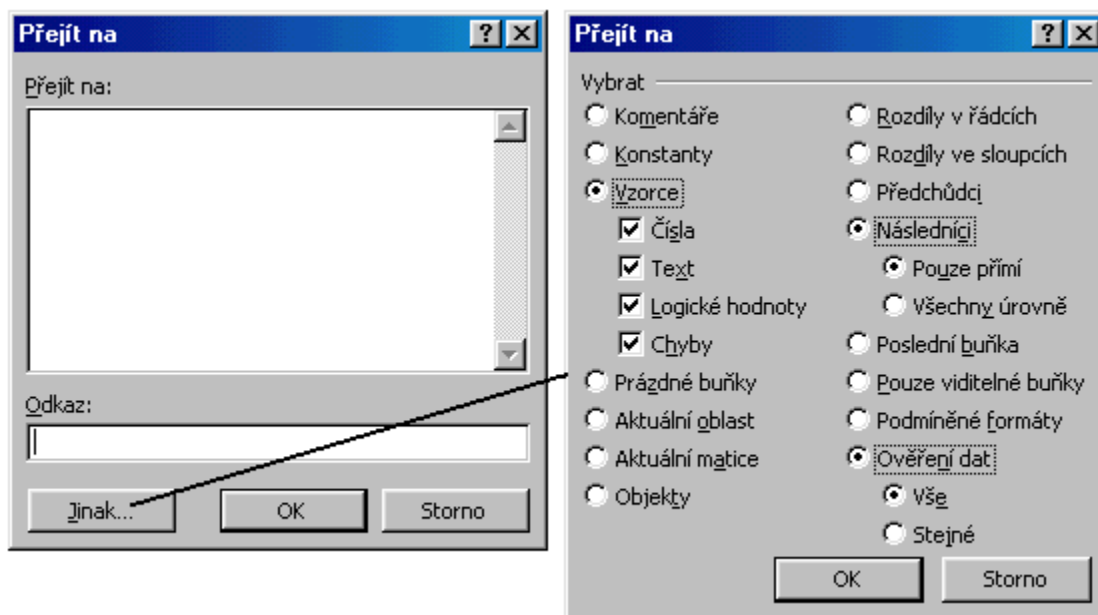 Přejít na
Přejít na:
Odkaz:
Jinak...
OK
Storno
Přejít na
Vybrat
Komentáře
Konstanty
Vzorce
Čísla
Text
Logické hodnoty
Chyby
Prázdné buňky
Aktuální oblast
Aktuální matice
Objekty
Rozdíly v řádcích
Rozdíly ve sloupcích
Předchůdci
Následníci
Pouze přímí
Všechny úrovně
Poslední buňka
Pouze viditelné buňky
Podmíněné formáty
Ověření dat
Vše
Stejné
OK
Storno